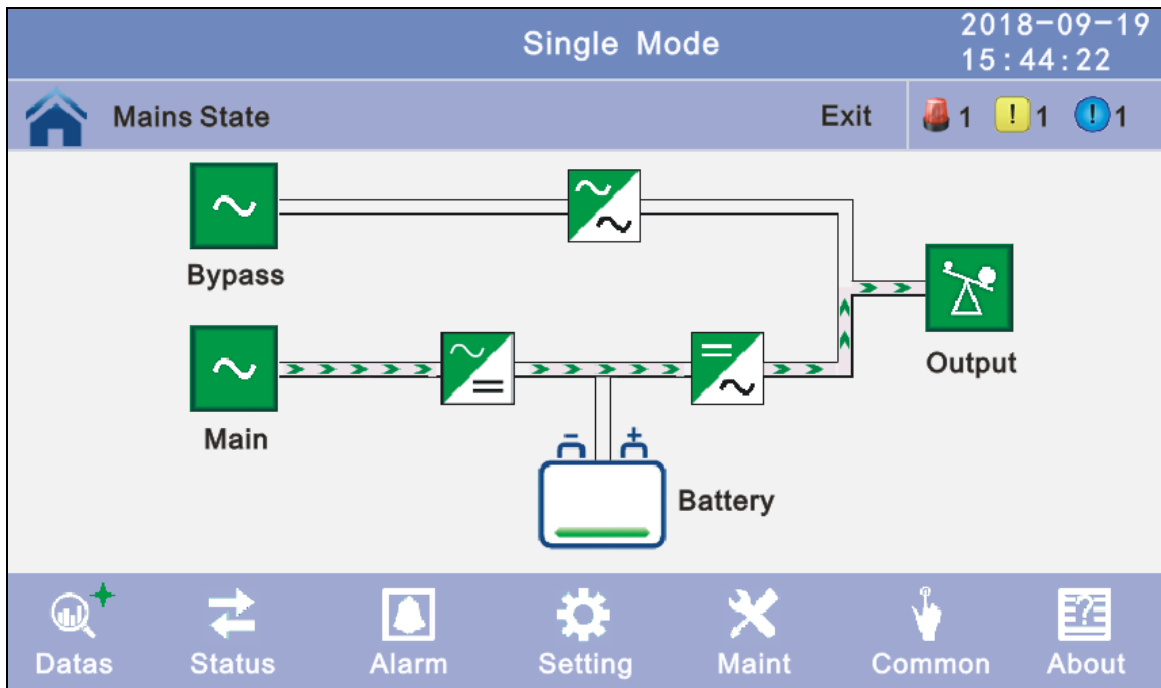 Single Mode
2018-09-19
15:44:22
Mains State
Exit
1
1
1
Bypass
Output
Main
Battery
Datas
Status
Alarm
Setting
Maint
Common
About